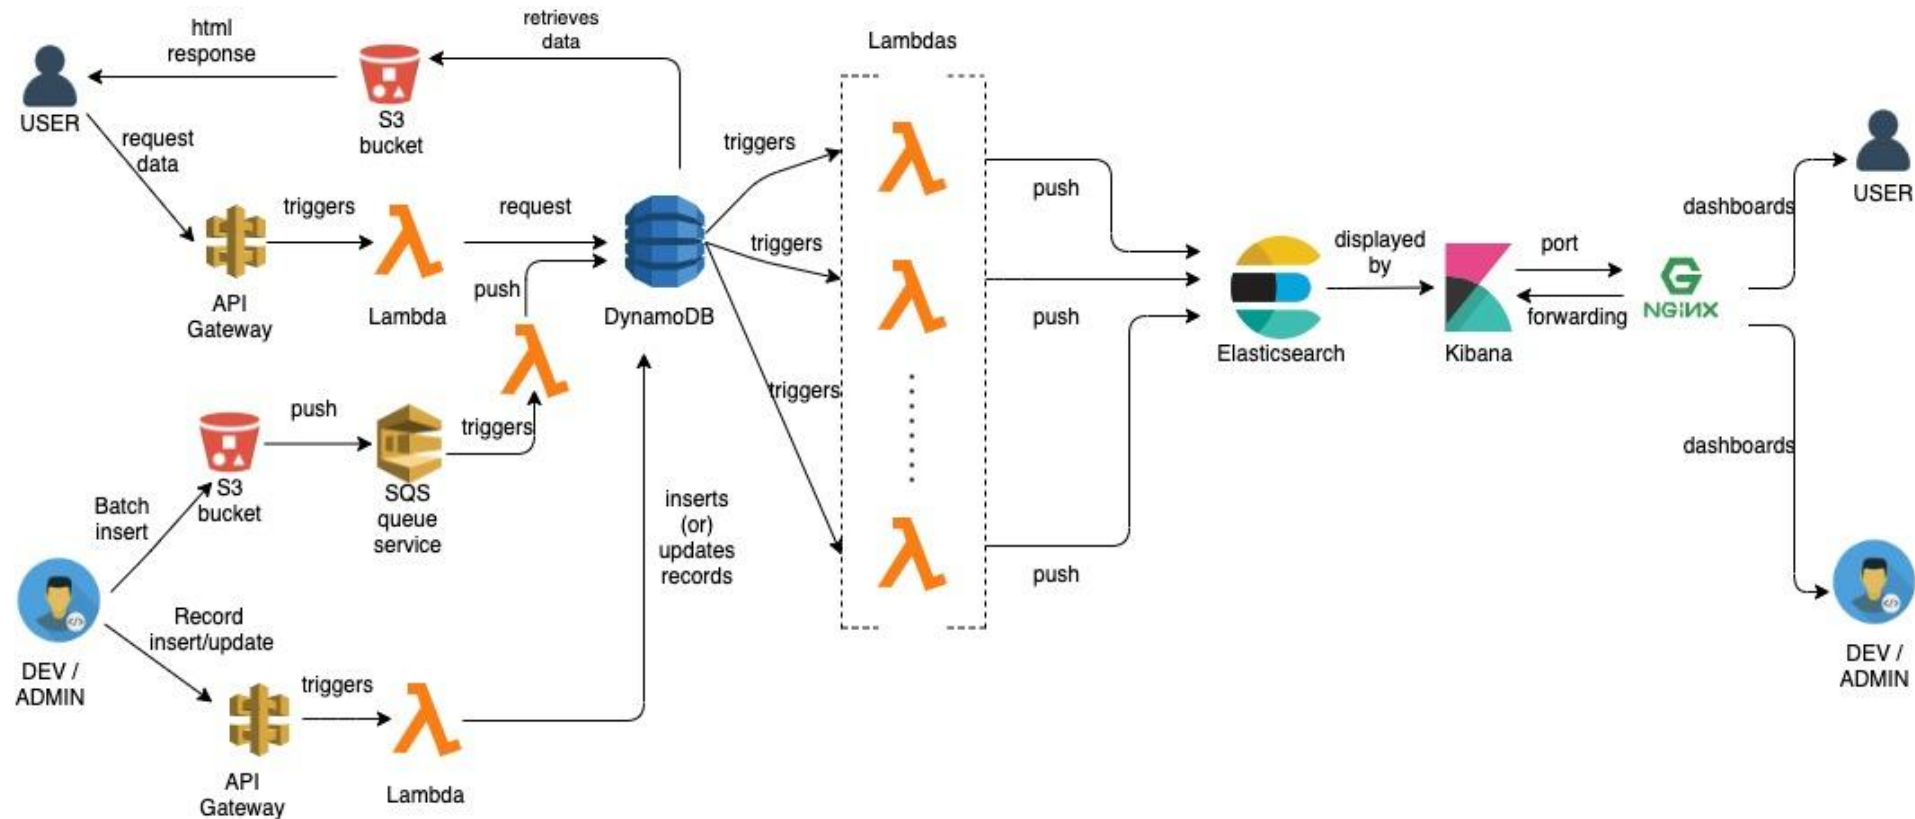 html
response
retrieves
data
Lambdas
USER
S3
bucket
request
data
triggers
triggers
request
API
Gateway
Lambda
push
DynamoDB
triggers
triggers
push
push
push
Elasticsearch
displayed
by
Kibana
port
forwarding
NGINX
dashboards
USER
dashboards
DEV /
ADMIN
Batch
insert
S3
bucket
push
SQS
queue
service
triggers
inserts
(or)
updates
records
DEV /
ADMIN
Record
insert/update
triggers
API
Gateway
Lambda